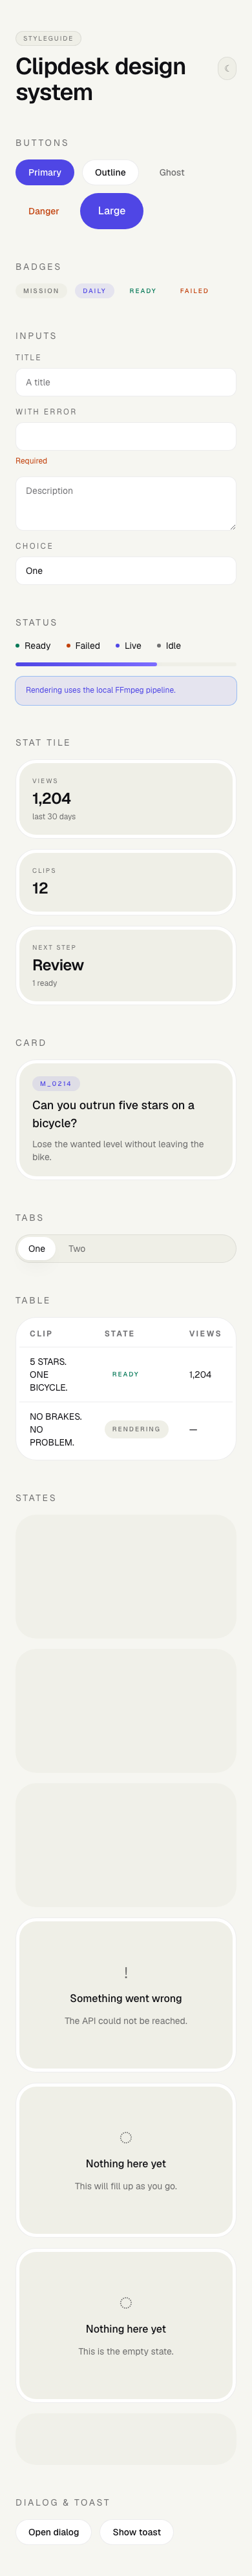 STYLEGUIDE
Clipdesk design
system
BUTTONS
Primary
Outline
Ghost
Danger
Large
BADGES
MISSION
DAILY
READY
FAILED
INPUTS
TITLE
A title
WITH ERROR
Required
Description
CHOICE
One
STATUS
Ready
Failed
Live
Idle
Rendering uses the local FFmpeg pipeline.
STAT TILE
VIEWS
1,204
last 30 days
CLIPS
12
NEXT STEP
Review
1 ready
CARD
M_0214
Can you outrun five stars on a
bicycle?
Lose the wanted level without leaving the
bike.
TABS
One
Two
TABLE
CLIP STATE VIEWS
5 STARS.
ONE
BICYCLE.
READY
1,204
NO BRAKES.
NO
PROBLEM.
RENDERING
—
STATES
!
Something went wrong
The API could not be reached.
Nothing here yet
This will fill up as you go.
Nothing here yet
This is the empty state.
DIALOG & TOAST
Open dialog
Show toast